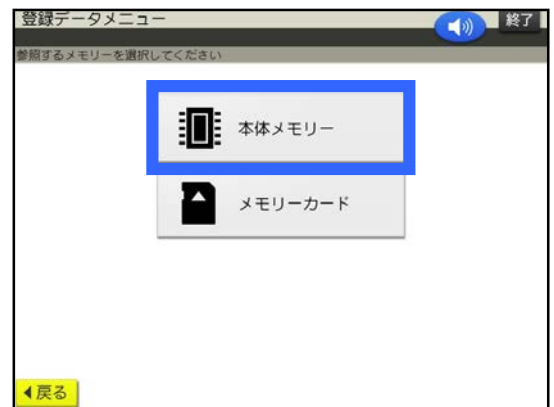 登録データメニュー
終了
参照するメモリーを選択してください
本体メモリー
メモリーカード
戻る